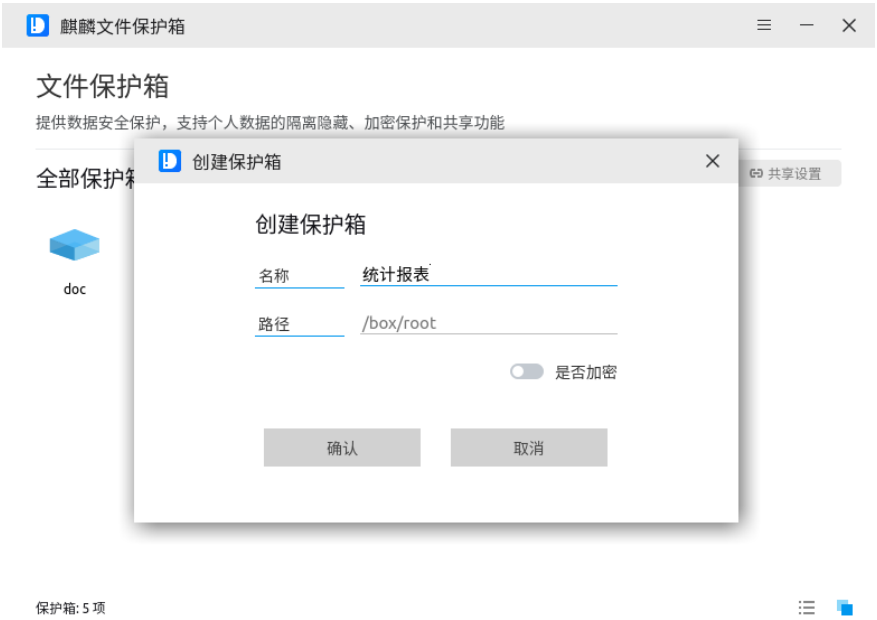 麒麟文件保护箱
文件保护箱
提供数据安全保护，支持个人数据的隔离隐藏、加密保护和共享功能
全部保护
共享设置
doc
创建保护箱
创建保护箱
名称 统计报表
路径 /box/root
是否加密
确认 取消
保护箱: 5 项